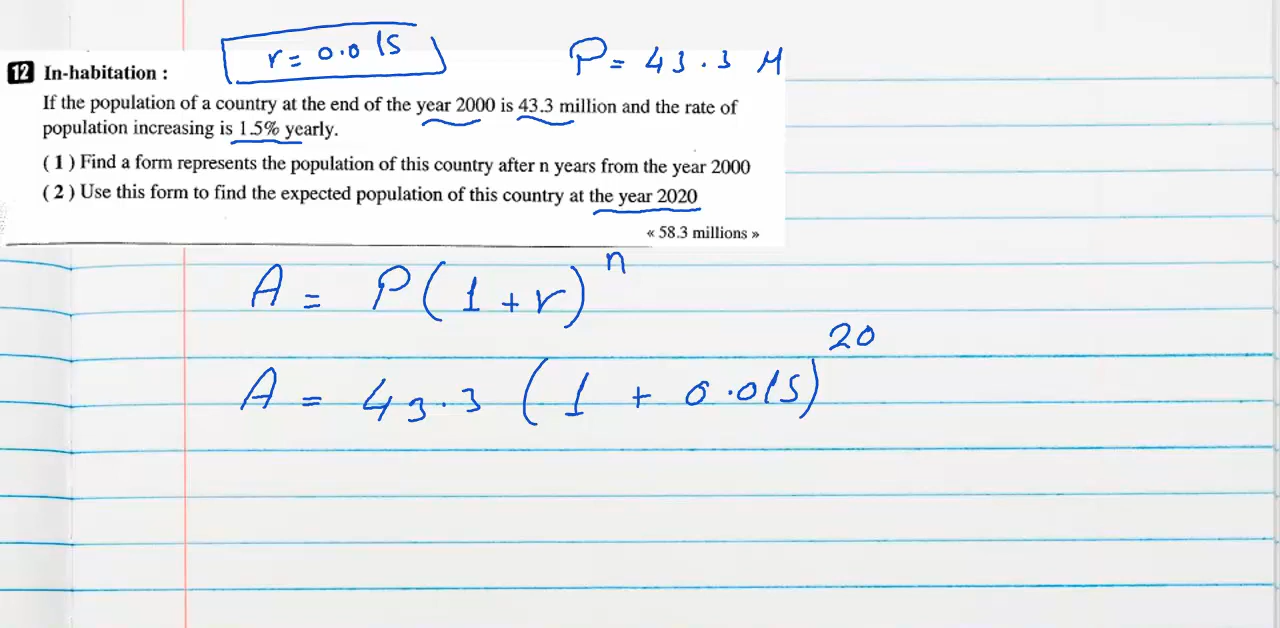 r = 0.015
P = 43.3 M
12 In-habitation :
If the population of a country at the end of the year 2000 is 43.3 million and the rate of
population increasing is 1.5% yearly.
( 1 ) Find a form represents the population of this country after n years from the year 2000
( 2 ) Use this form to find the expected population of this country at the year 2020
« 58.3 millions »
A = P(1+r)^n
A = 43.3 (1 + 0.015)^20